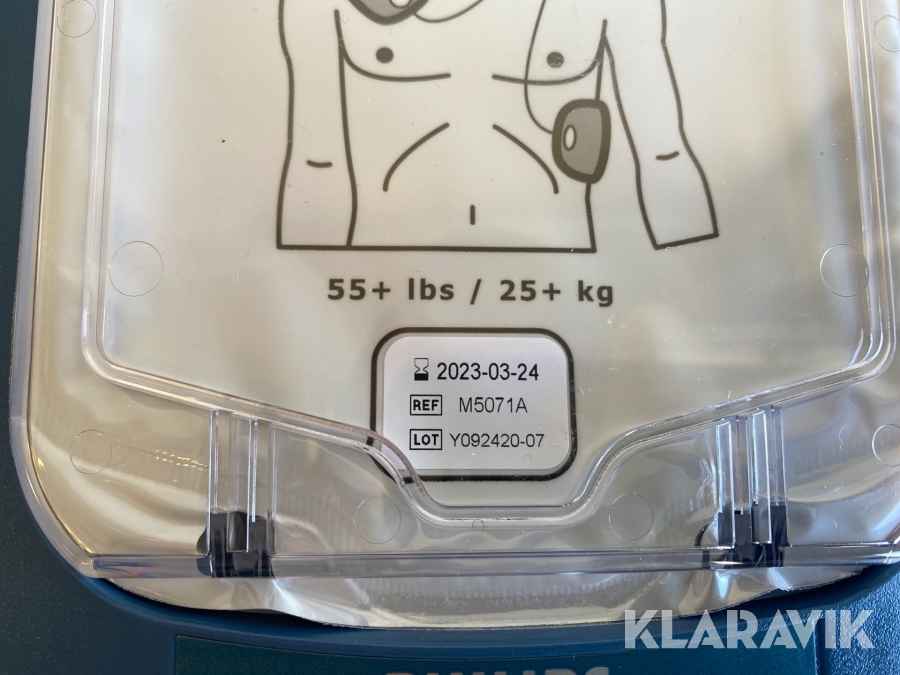 55+ lbs / 25+ kg
2023-03-24
REF M5071A
LOT Y092420-07
KLARAVIK